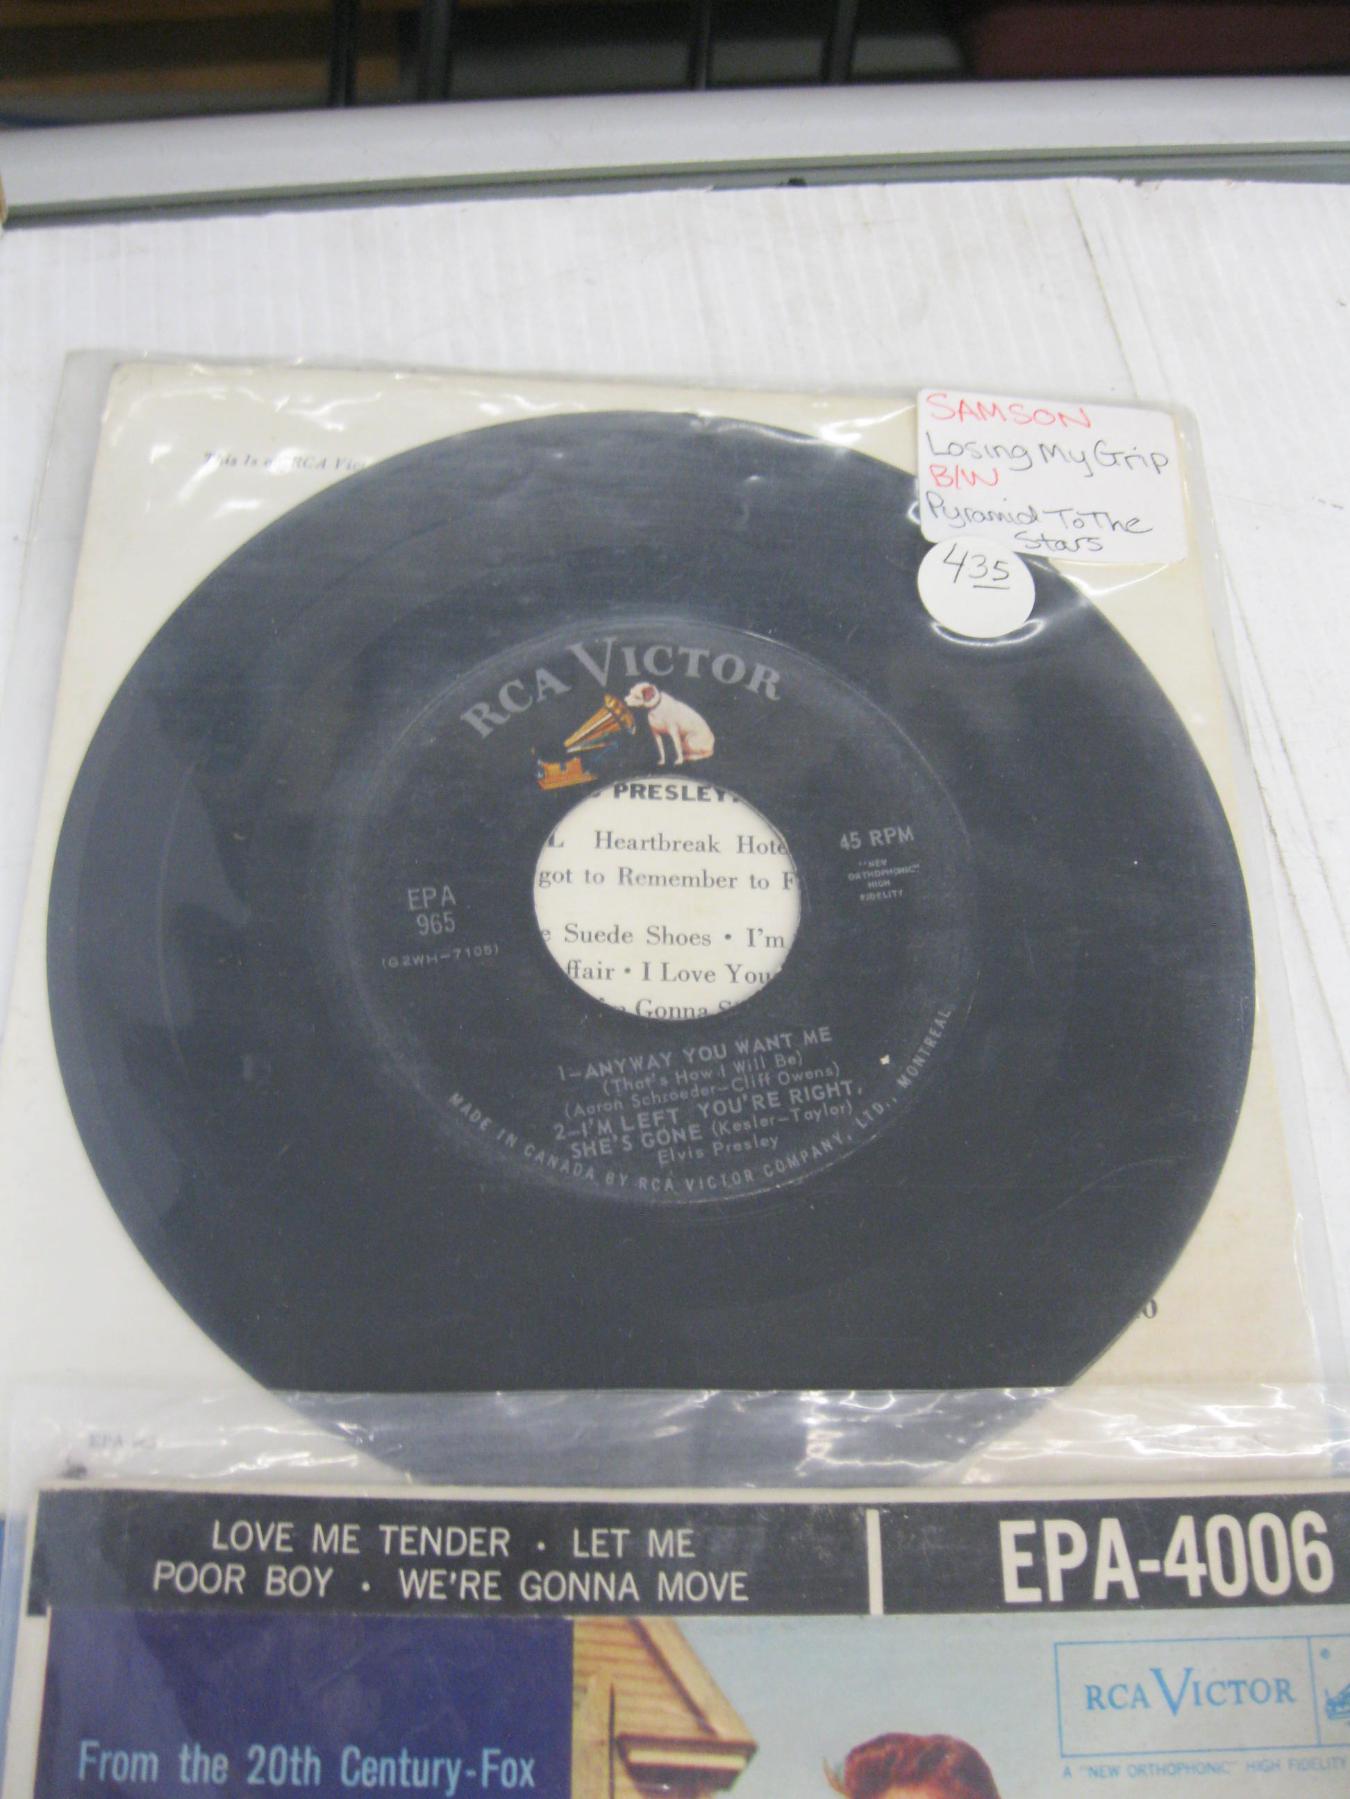 This Is an RCA Vic
SAMSON
Losing My Grip
B/W
Pyramid To The
Stars
435
RCA VICTOR
PRESLEY
L Heartbreak Hote
got to Remember to F
e Suede Shoes • I'm
ffair • I Love You
Gonna
45 RPM
"NEW
ORTHOPHONIC"
HIGH
FIDELITY
EPA
965
(G2WH-7105)
1-ANYWAY YOU WANT ME
(That's How I Will Be)
(Aaron Schroeder-Cliff Owens)
2-I'M LEFT, YOU'RE RIGHT,
SHE'S GONE (Kesler-Taylor)
Elvis Presley
MADE IN CANADA BY RCA VICTOR COMPANY, LTD., MONTREAL
EPA 965
LOVE ME TENDER • LET ME
POOR BOY • WE'RE GONNA MOVE
EPA-4006
RCA VICTOR
A "NEW ORTHOPHONIC" HIGH FIDELITY
From the 20th Century-Fox